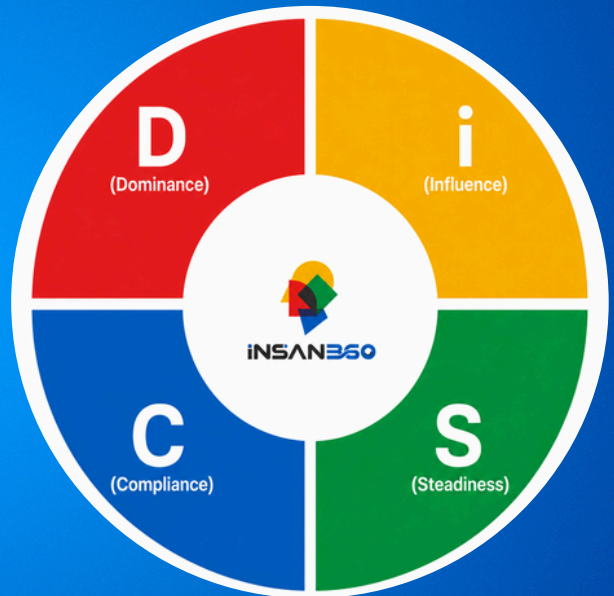 D
(Dominance)
i
(Influence)
iNSAN360
C
(Compliance)
S
(Steadiness)